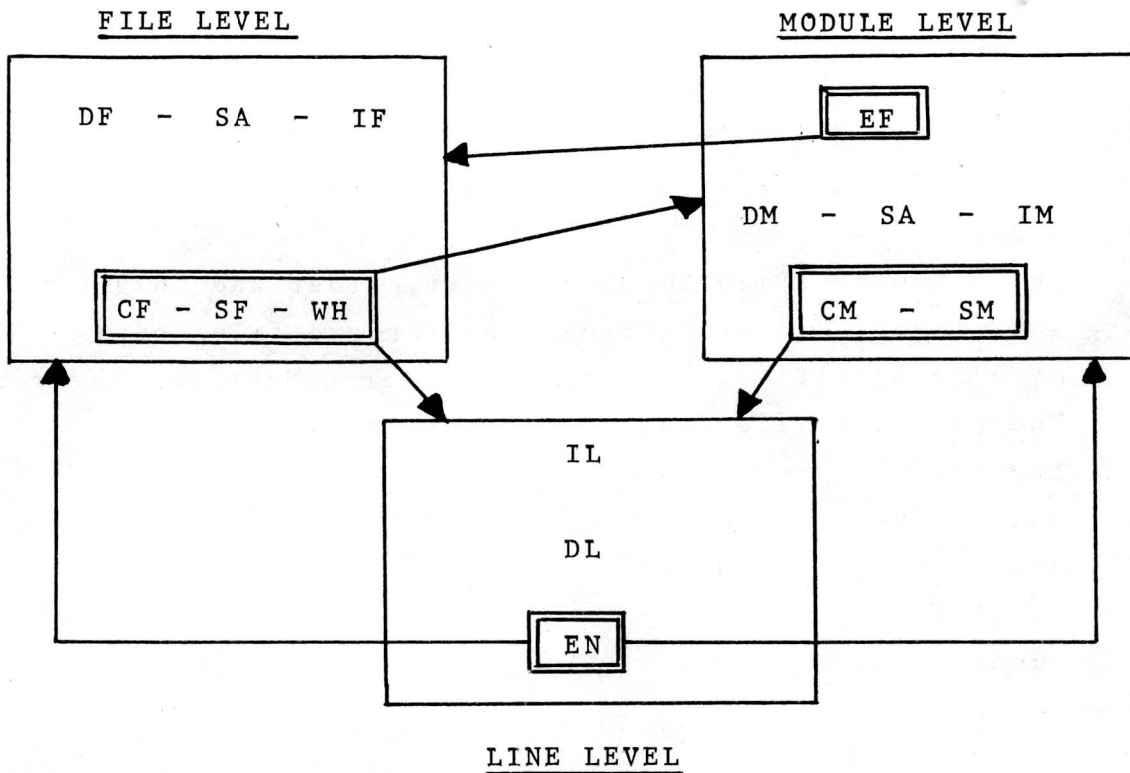 FILE LEVEL
MODULE LEVEL
DF - SA - IF
EF
DM - SA - IM
CF - SF - WH
CM - SM
IL
DL
EN
LINE LEVEL